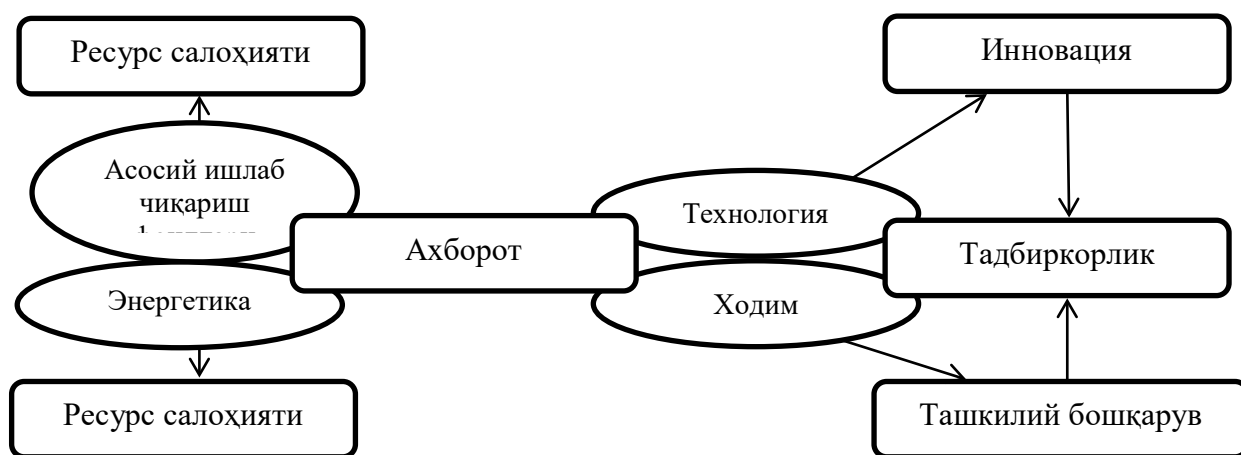 Ресурс салоҳияти
Инновация
Асосий ишлаб
чиқариш
Технология
Ахборот
Тадбиркорлик
Энергетика
Ходим
Ресурс салоҳияти
Ташкилий бошқарув